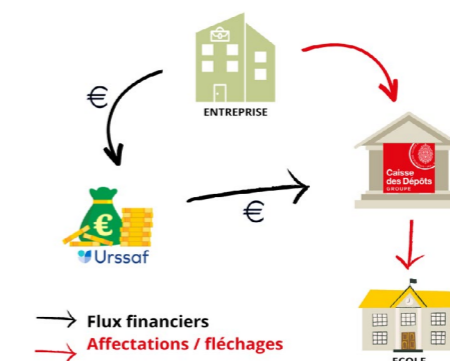 ENTREPRISE
€
Caisse
des Dépôts
GROUPE
€
€
Urssaf
Flux financiers
Affectations / fléchages
ECOLE